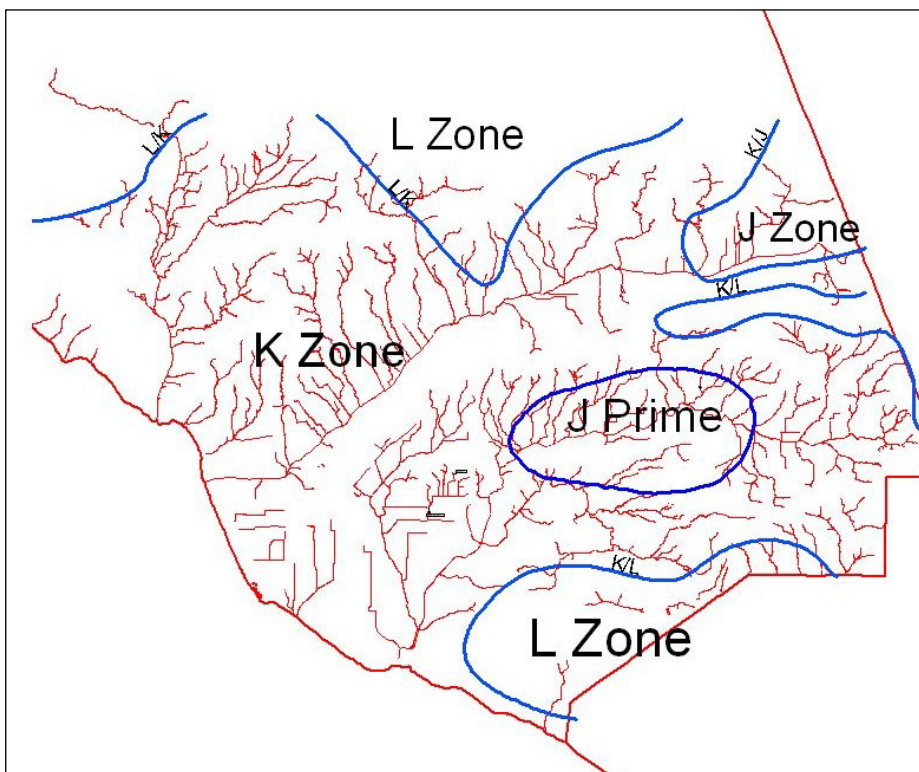 L/K
L Zone
K/J
L/K
J Zone
K/L
K Zone
J Prime
K/L
L Zone